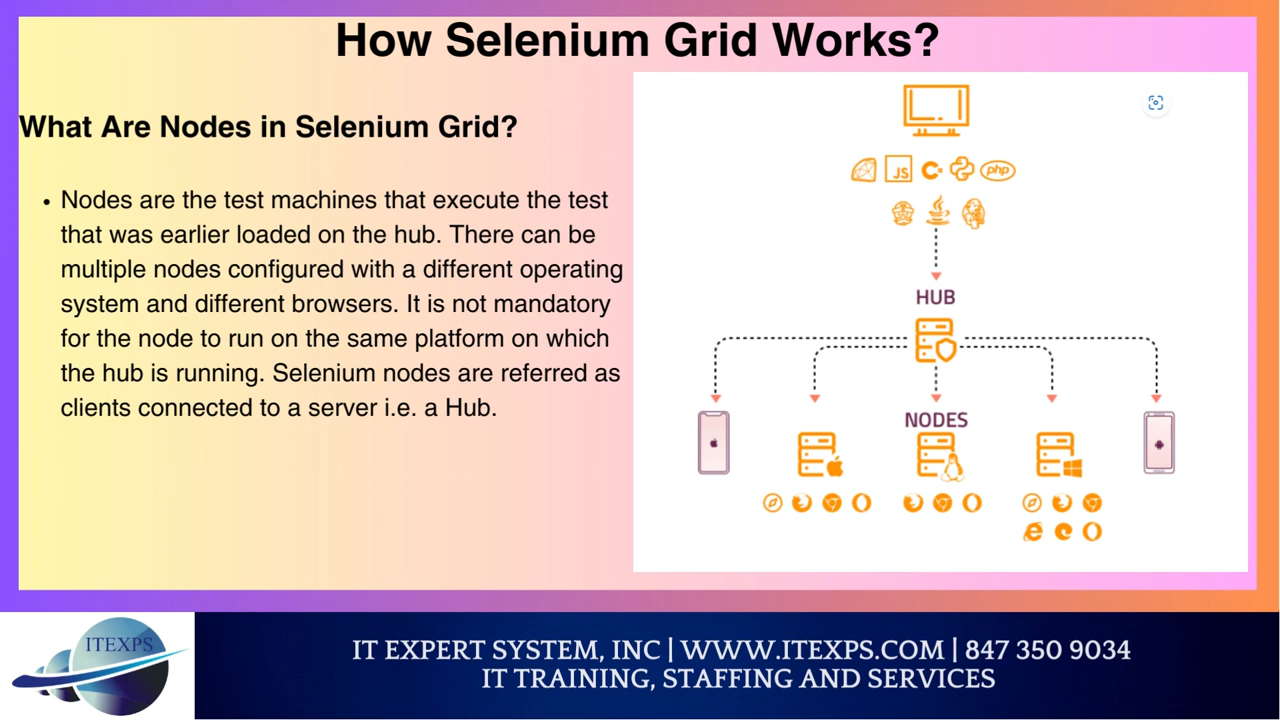 How Selenium Grid Works?
What Are Nodes in Selenium Grid?
• Nodes are the test machines that execute the test
that was earlier loaded on the hub. There can be
multiple nodes configured with a different operating
system and different browsers. It is not mandatory
for the node to run on the same platform on which
the hub is running. Selenium nodes are referred as
clients connected to a server i.e. a Hub.
JS php
HUB
NODES
ITEXPS
IT EXPERT SYSTEM, INC | WWW.ITEXPS.COM | 847 350 9034
IT TRAINING, STAFFING AND SERVICES